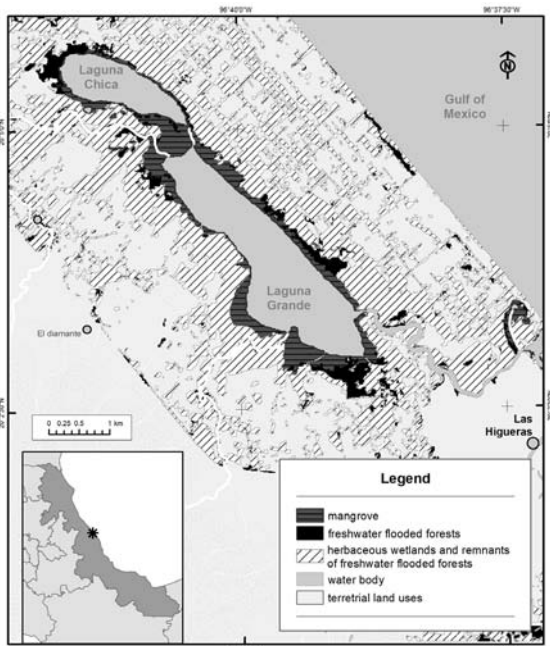 96°40'0"W
96°37'30"W
Laguna
Chica
N
Gulf of
Mexico
Laguna
Grande
El diamante
0 0.25 0.5 1 km
Las
Higueras
Legend
mangrove
freshwater flooded forests
herbaceous wetlands and remnants
of freshwater flooded forests
water body
terretrial land uses